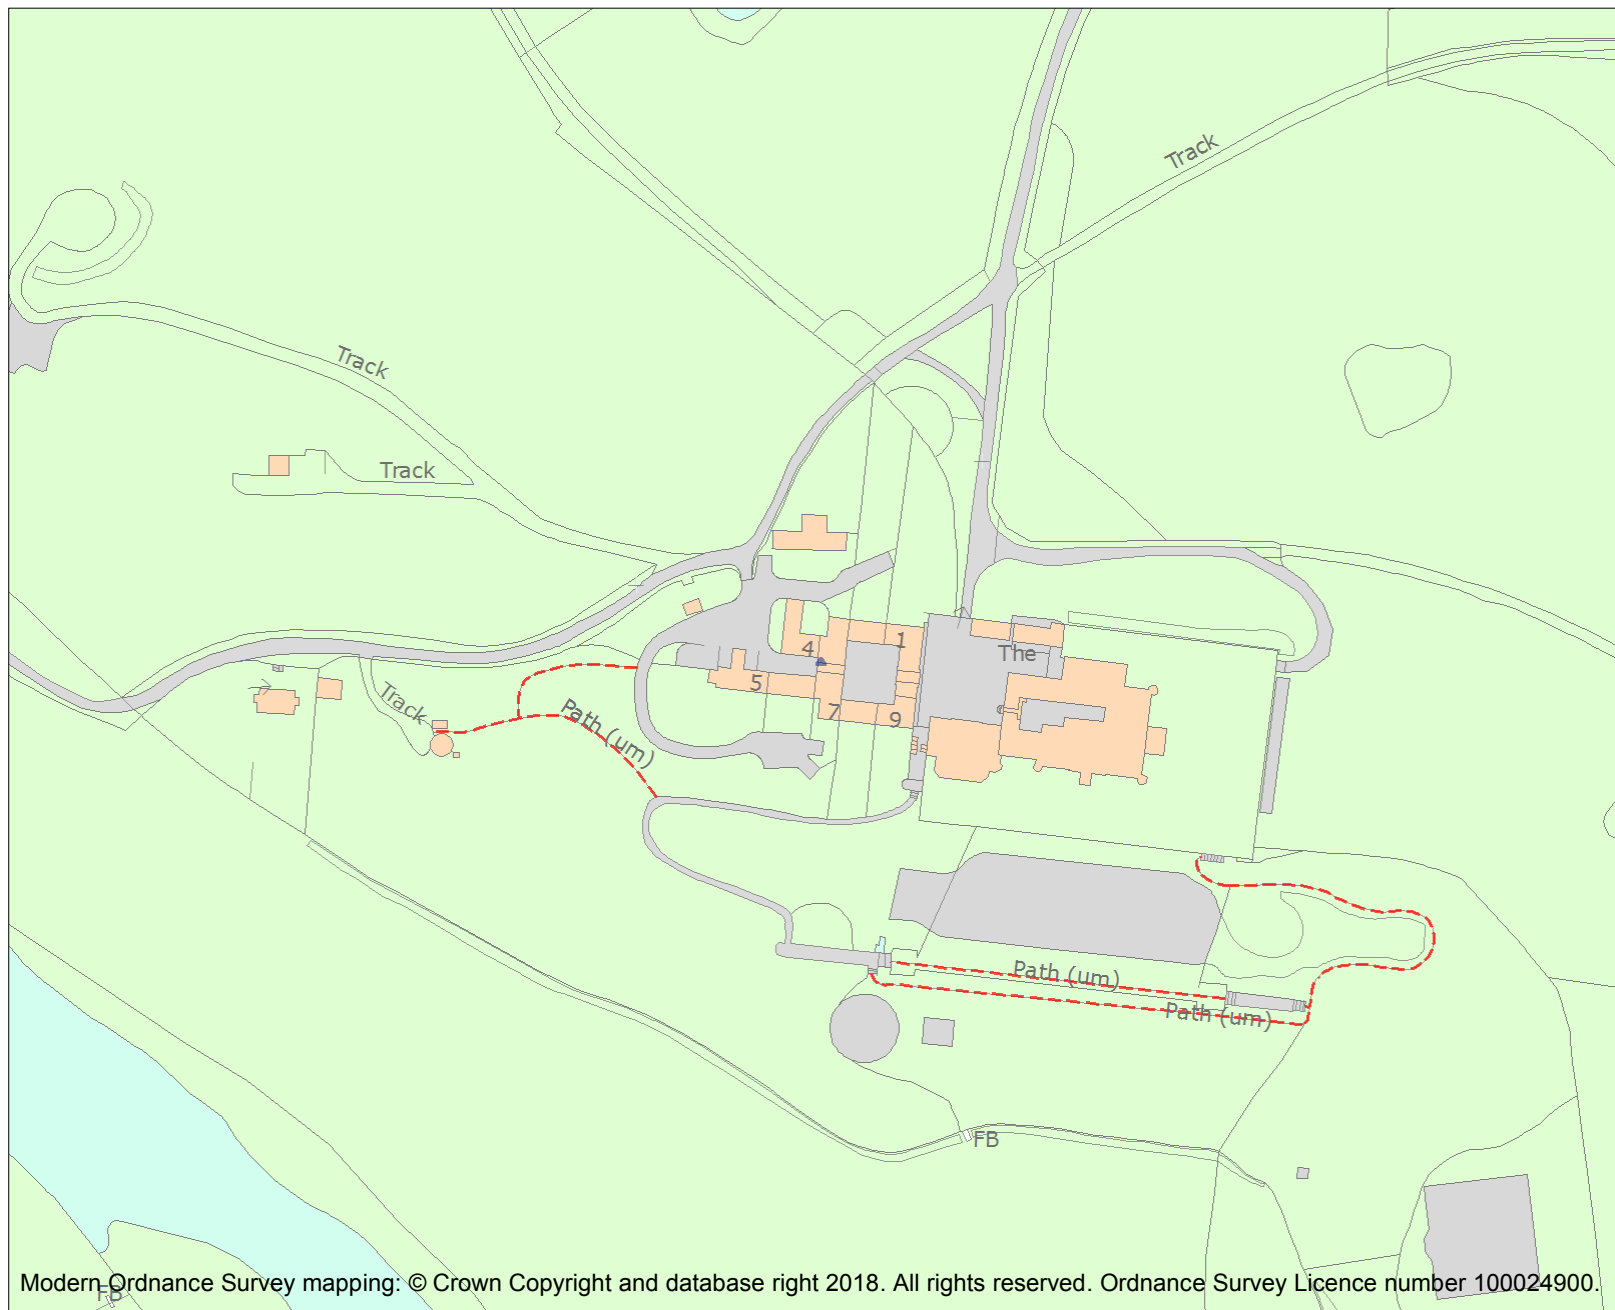 Track
Track
Track
The
1
4
5
7
9
Track
Path (um)
Path (um)
Path (um)
FB
Modern Ordnance Survey mapping: © Crown Copyright and database right 2018. All rights reserved. Ordnance Survey Licence number 100024900.
FB